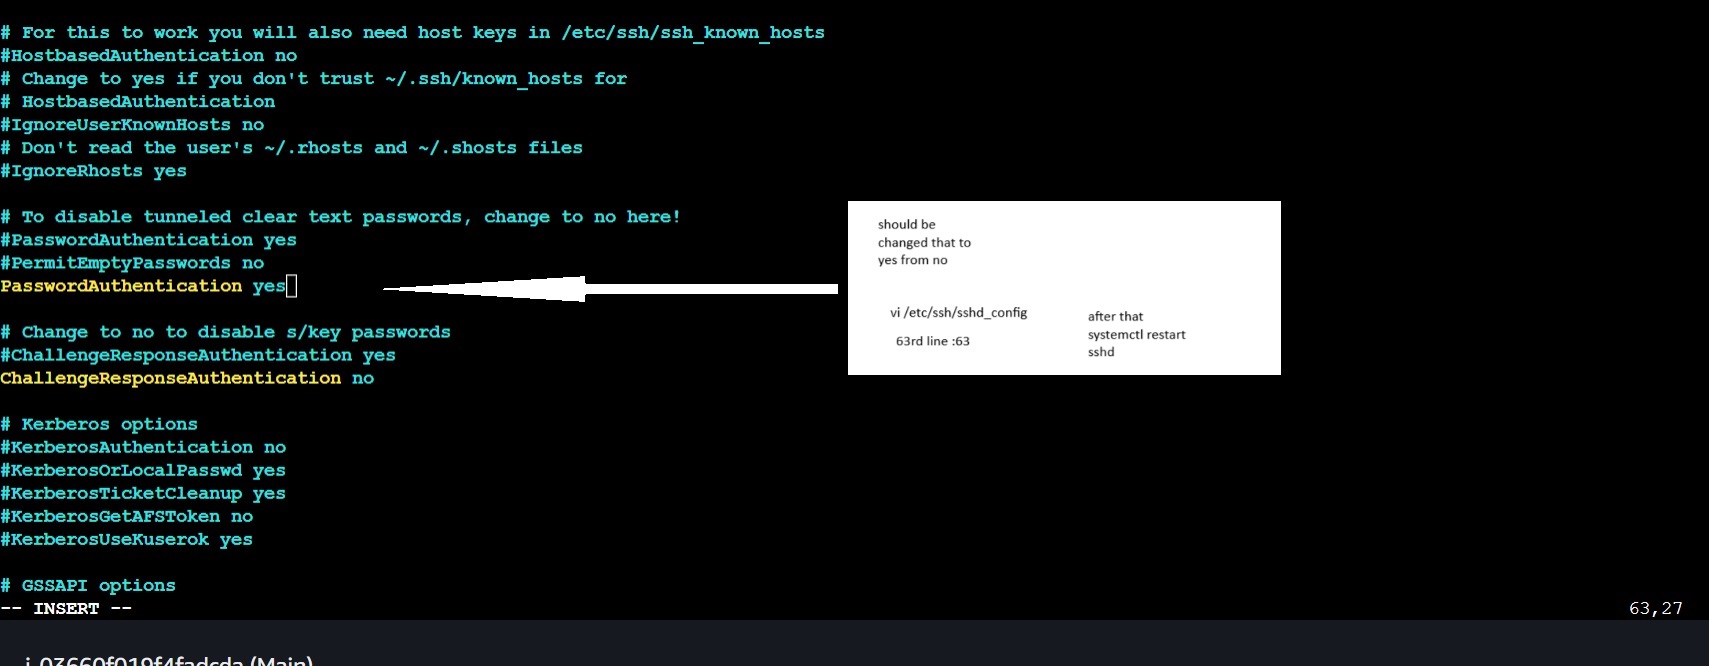 # For this to work you will also need host keys in /etc/ssh/ssh_known_hosts
#HostbasedAuthentication no
# Change to yes if you don't trust ~/.ssh/known_hosts for
# HostbasedAuthentication
#IgnoreUserKnownHosts no
# Don't read the user's ~/.rhosts and ~/.shosts files
#IgnoreRhosts yes
# To disable tunneled clear text passwords, change to no here!
#PasswordAuthentication yes
#PermitEmptyPasswords no
PasswordAuthentication yes
# Change to no to disable s/key passwords
#ChallengeResponseAuthentication yes
ChallengeResponseAuthentication no
# Kerberos options
#KerberosAuthentication no
#KerberosOrLocalPasswd yes
#KerberosTicketCleanup yes
#KerberosGetAFSToken no
#KerberosUseKuserok yes
# GSSAPI options
-- INSERT --
63,27
should be
changed that to
yes from no
vi /etc/ssh/sshd_config
63rd line :63
after that
systemctl restart
sshd
i-03660f019f4fadcda (Main)